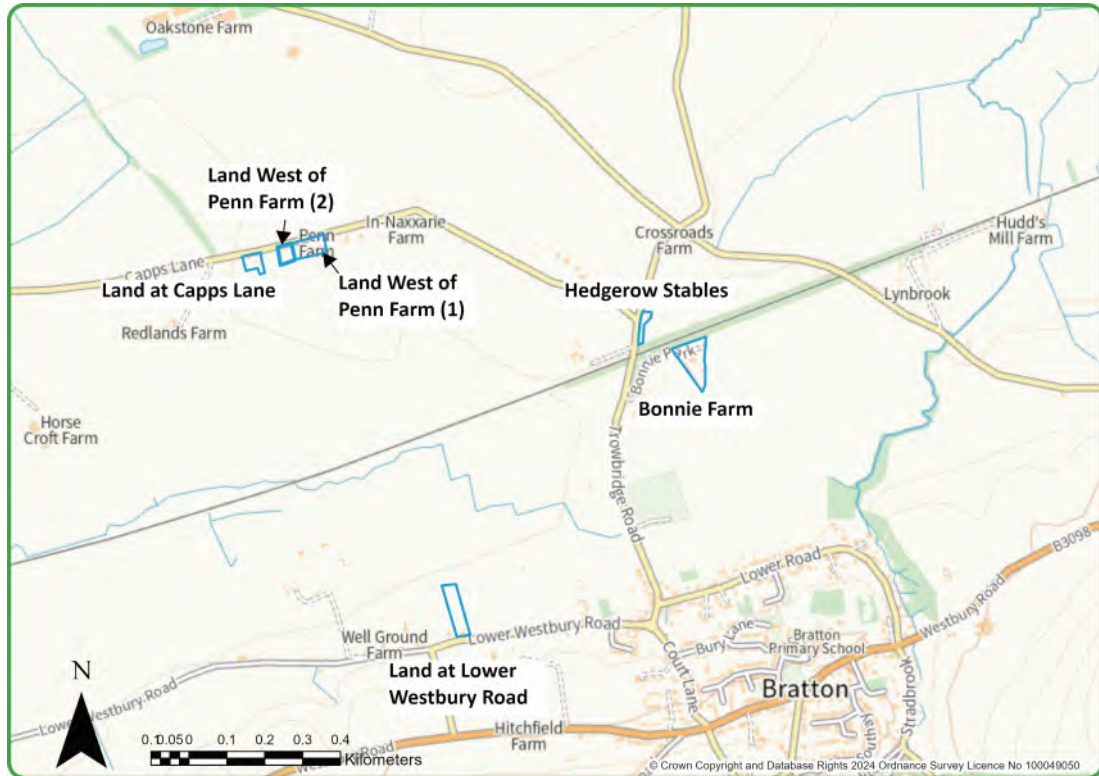 Oakstone Farm
Land West of
Penn Farm (2)
In-Naxxarie
Farm
Penn
Farm
Capps Lane
Land at Capps Lane
Land West of
Penn Farm (1)
Redlands Farm
Crossroads
Farm
Hudd's
Mill Farm
Hedgerow Stables
Lynbrook
Bonnie Park
Bonnie Farm
Horse
Croft Farm
Trowbridge Road
B3098
Lower Road
Westbury Road
Well Ground
Farm
Lower Westbury Road
Bury Lane
Bratton
Primary School
Court Lane
Land at Lower
Westbury Road
Bratton
Stradbrook
Lower Westbury Road
Hitchfield
Farm
N
0.1 0.05 0 0.1 0.2 0.3 0.4
Kilometers
© Crown Copyright and Database Rights 2024 Ordnance Survey Licence No 100049050